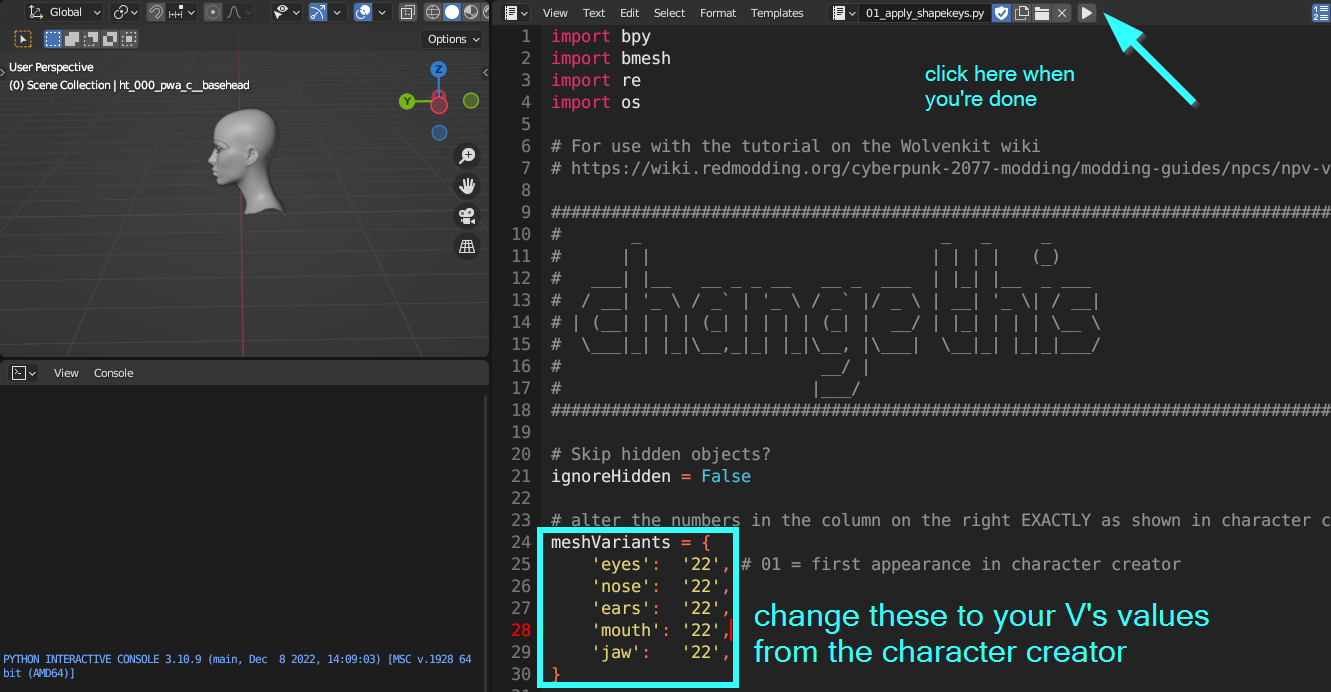 Global
Options
User Perspective
(0) Scene Collection | ht_000_pwa_c__basehead
Z
Y
View Console
PYTHON INTERACTIVE CONSOLE 3.10.9 (main, Dec  8 2022, 14:09:03) [MSC v.1928 64
bit (AMD64)]
View Text Edit Select Format Templates 01_apply_shapekeys.py
click here when
you're done
1 import bpy
2 import bmesh
3 import re
4 import os
5
6 # For use with the tutorial on the Wolvenkit wiki
7 # https://wiki.redmodding.org/cyberpunk-2077-modding/modding-guides/npcs/npv-v
8
9 ##############################################################################
10 #
11 #
12 #
13 #
14 #
15 #
16 #
17 #
change this
18 ##############################################################################
19
20 # Skip hidden objects?
21 ignoreHidden = False
22
23 # alter the numbers in the column on the right EXACTLY as shown in character c
24 meshVariants = {
25     'eyes':  '22', # 01 = first appearance in character creator
26     'nose':  '22',
27     'ears':  '22',
28     'mouth': '22',
29     'jaw':   '22',
30 }
change these to your V's values
from the character creator